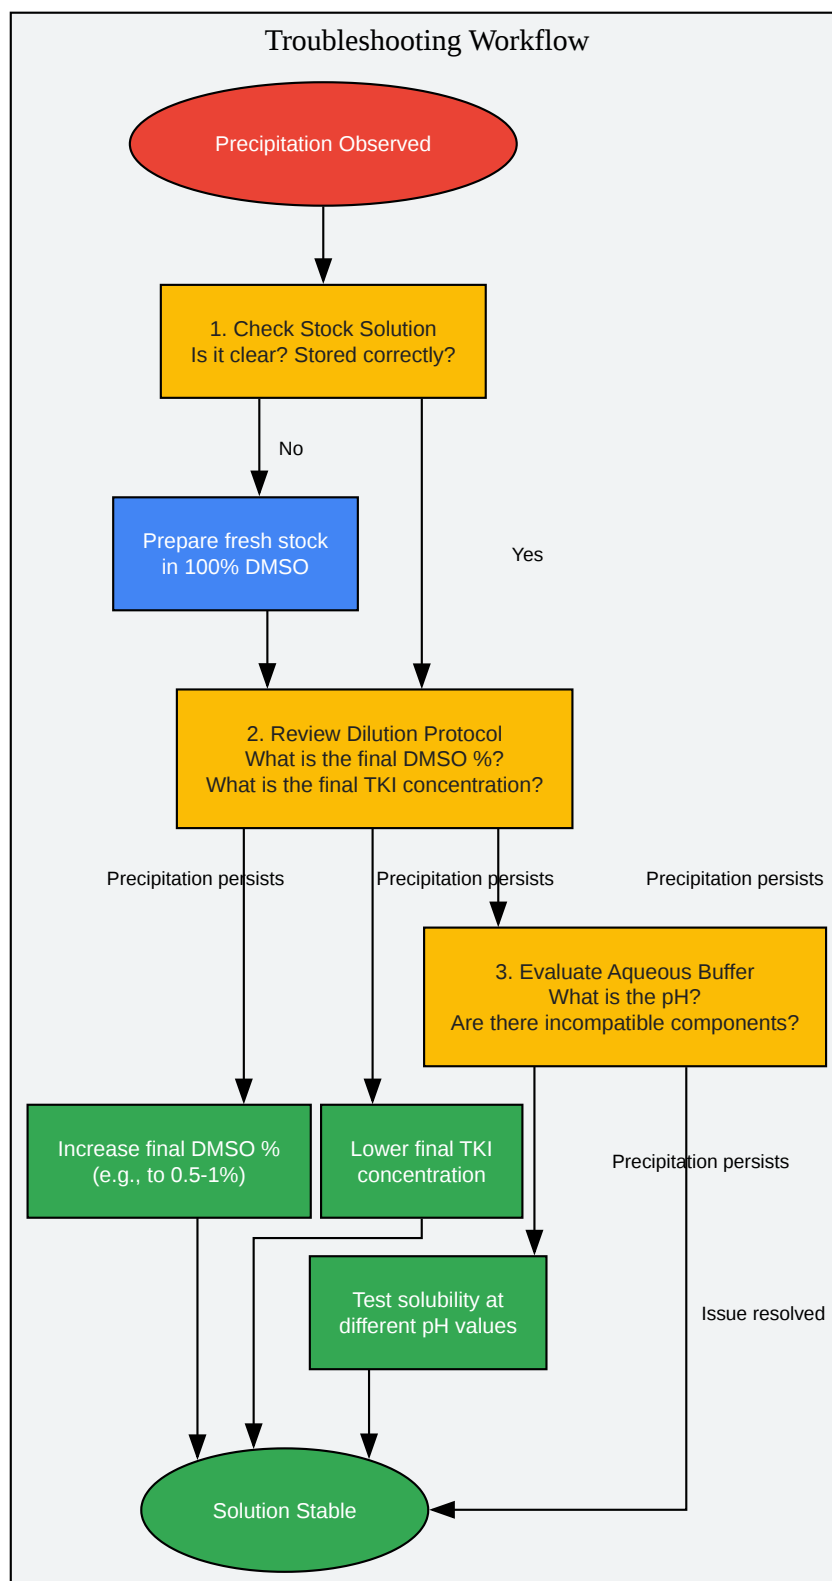 Troubleshooting Workflow
Precipitation Observed
1. Check Stock Solution
Is it clear? Stored correctly?
No
Prepare fresh stock
in 100% DMSO
Yes
2. Review Dilution Protocol
What is the final DMSO %?
What is the final TKI concentration?
Precipitation persists
Precipitation persists
Precipitation persists
3. Evaluate Aqueous Buffer
What is the pH?
Are there incompatible components?
Increase final DMSO %
(e.g., to 0.5-1%)
Lower final TKI
concentration
Precipitation persists
Test solubility at
different pH values
Issue resolved
Solution Stable